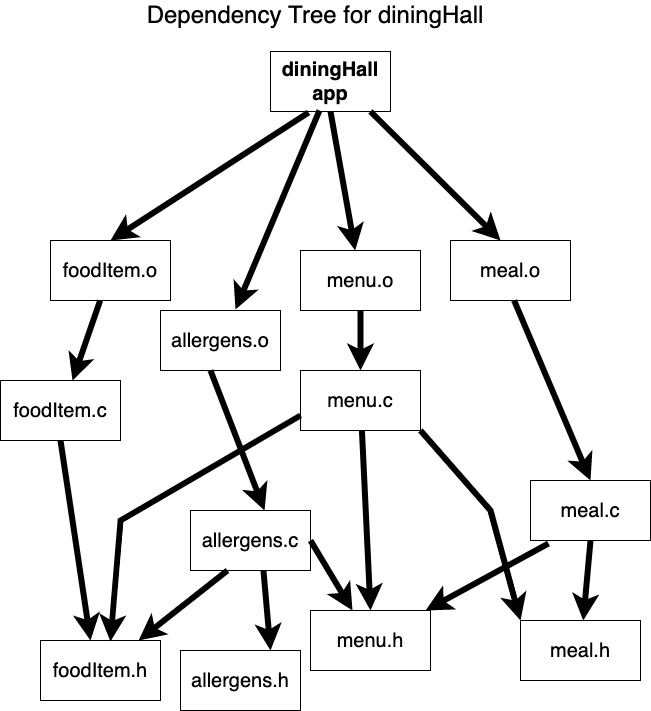 Dependency Tree for diningHall
diningHall
app
foodItem.o
menu.o
meal.o
allergens.o
foodItem.c
menu.c
meal.c
allergens.c
menu.h
meal.h
foodItem.h
allergens.h